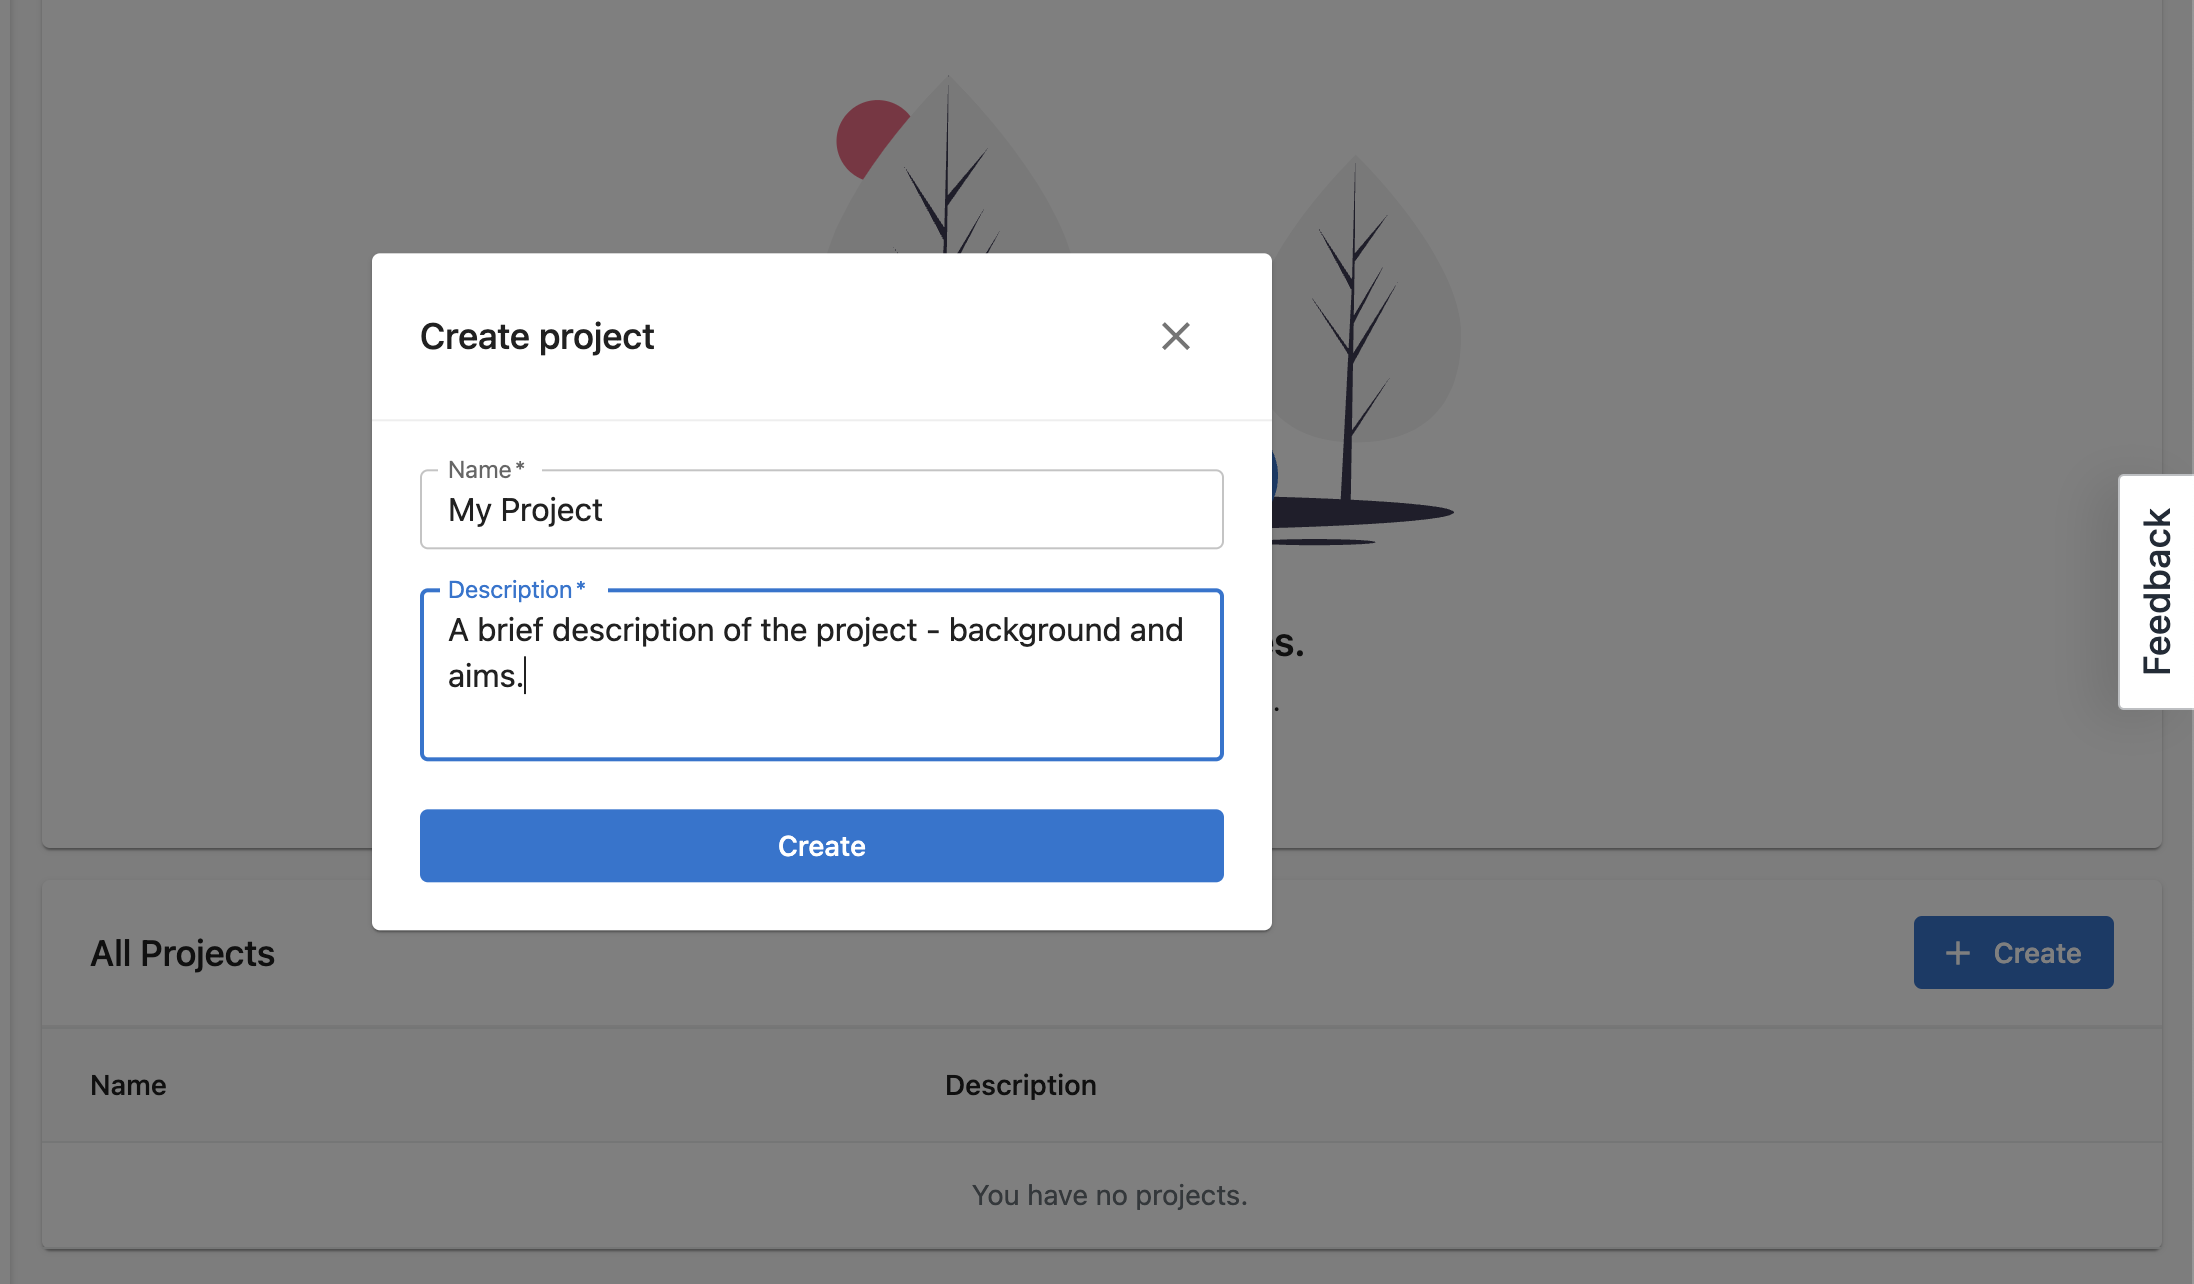 Create project
Name*
My Project
Description*
A brief description of the project - background and
aims.
Create
es.
.
Feedback
All Projects
+ Create
Name
Description
You have no projects.